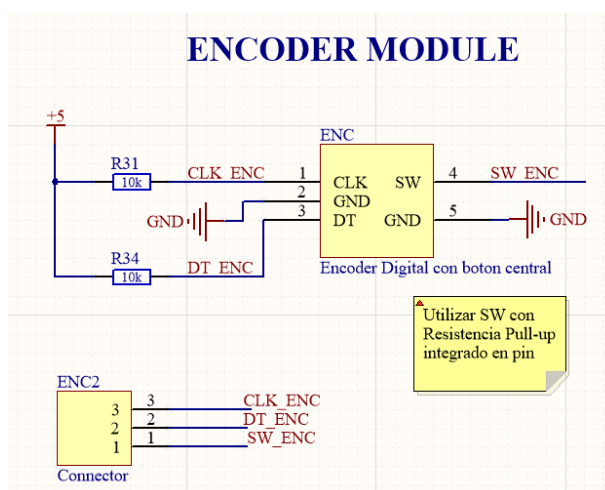 ENCODER MODULE
+5
ENC
R31
10k
CLK_ENC
1
2
3
CLK
GND
DT
SW
GND
4
5
SW_ENC
GND
GND
R34
10k
DT_ENC
Encoder Digital con boton central
Utilizar SW con
Resistencia Pull-up
integrado en pin
ENC2
3
2
1
3
2
1
CLK_ENC
DT_ENC
SW_ENC
Connector